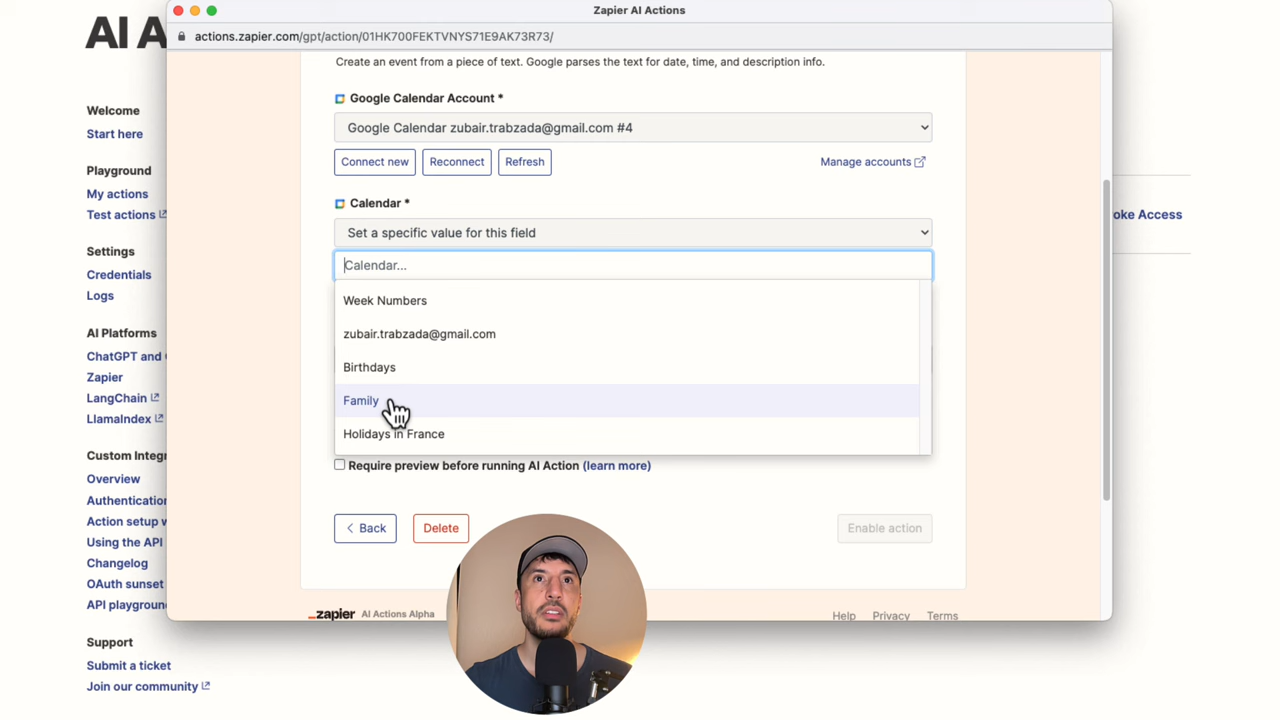 AI A
Zapier AI Actions
actions.zapier.com/gpt/action/01HK700FEKTVNYS71E9AK73R73/
Create an event from a piece of text. Google parses the text for date, time, and description info.
Google Calendar Account *
Google Calendar zubair.trabzada@gmail.com #4
Connect new Reconnect Refresh Manage accounts
Calendar *
Set a specific value for this field
Calendar...
Week Numbers
zubair.trabzada@gmail.com
Birthdays
Family
Holidays in France
Require preview before running AI Action (learn more)
Back Delete Enable action
zapier AI Actions Alpha Help Privacy Terms
Welcome
Start here
Playground
My actions
Test actions
Settings
Credentials
Logs
AI Platforms
ChatGPT and
Zapier
LangChain
LlamaIndex
Custom Integr
Overview
Authentication
Action setup w
Using the API
Changelog
OAuth sunset
API playground
Support
Submit a ticket
Join our community
oke Access